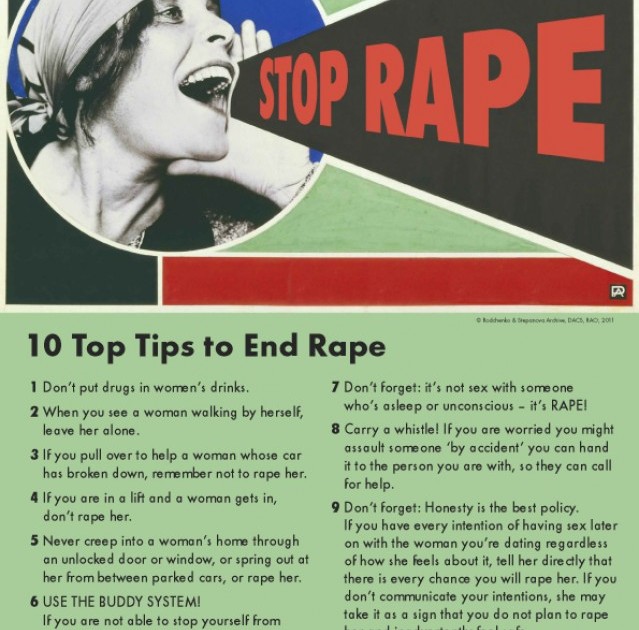 STOP RAPE
© Rodchenko & Stepanova Archive, DACS, RAO, 2011
10 Top Tips to End Rape
1 Don't put drugs in women's drinks.
2 When you see a woman walking by herself,
leave her alone.
3 If you pull over to help a woman whose car
has broken down, remember not to rape her.
4 If you are in a lift and a woman gets in,
don't rape her.
5 Never creep into a woman's home through
an unlocked door or window, or spring out at
her from between parked cars, or rape her.
6 USE THE BUDDY SYSTEM!
If you are not able to stop yourself from
7 Don't forget: it's not sex with someone
who's asleep or unconscious – it's RAPE!
8 Carry a whistle! If you are worried you might
assault someone 'by accident' you can hand
it to the person you are with, so they can call
for help.
9 Don't forget: Honesty is the best policy.
If you have every intention of having sex later
on with the woman you're dating regardless
of how she feels about it, tell her directly that
there is every chance you will rape her. If you
don't communicate your intentions, she may
take it as a sign that you do not plan to rape